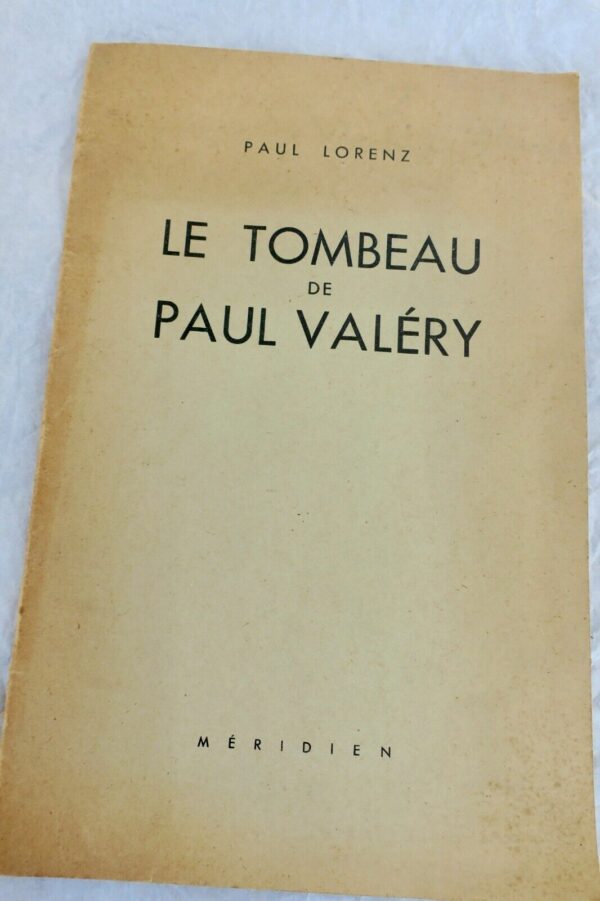 PAUL LORENZ
LE TOMBEAU
DE
PAUL VALÉRY
MÉRIDIEN